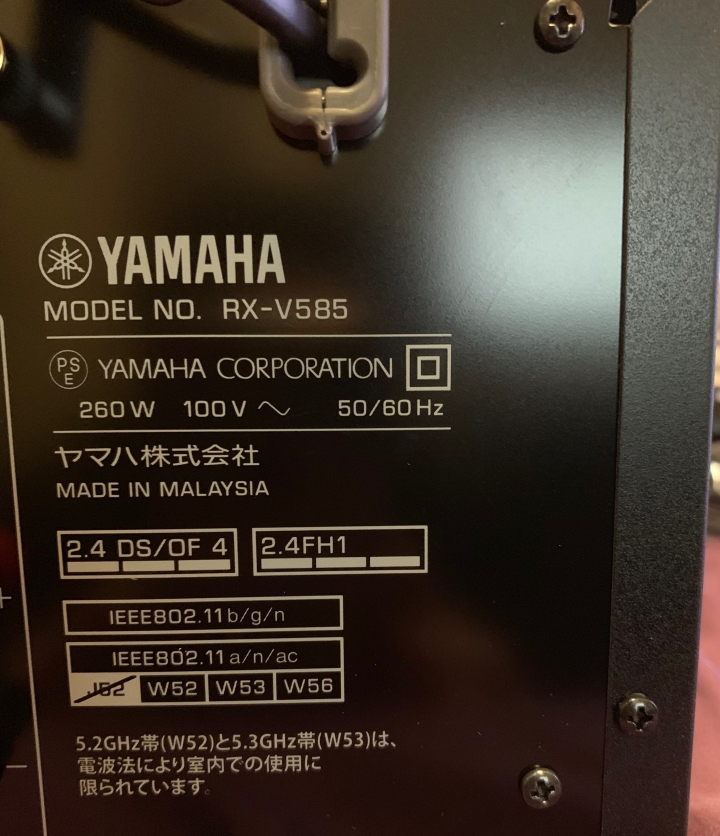 YAMAHA
MODEL NO. RX-V585
PS
E
YAMAHA CORPORATION
260W 100V 50/60Hz
ヤマハ株式会社
MADE IN MALAYSIA
2.4 DS/OF 4 2.4FH1
IEEE802.11b/g/n
IEEE802.11a/n/ac
J52 W52 W53 W56
5.2GHz帯(W52)と5.3GHz帯(W53)は、
電波法により室内での使用に
限られています。